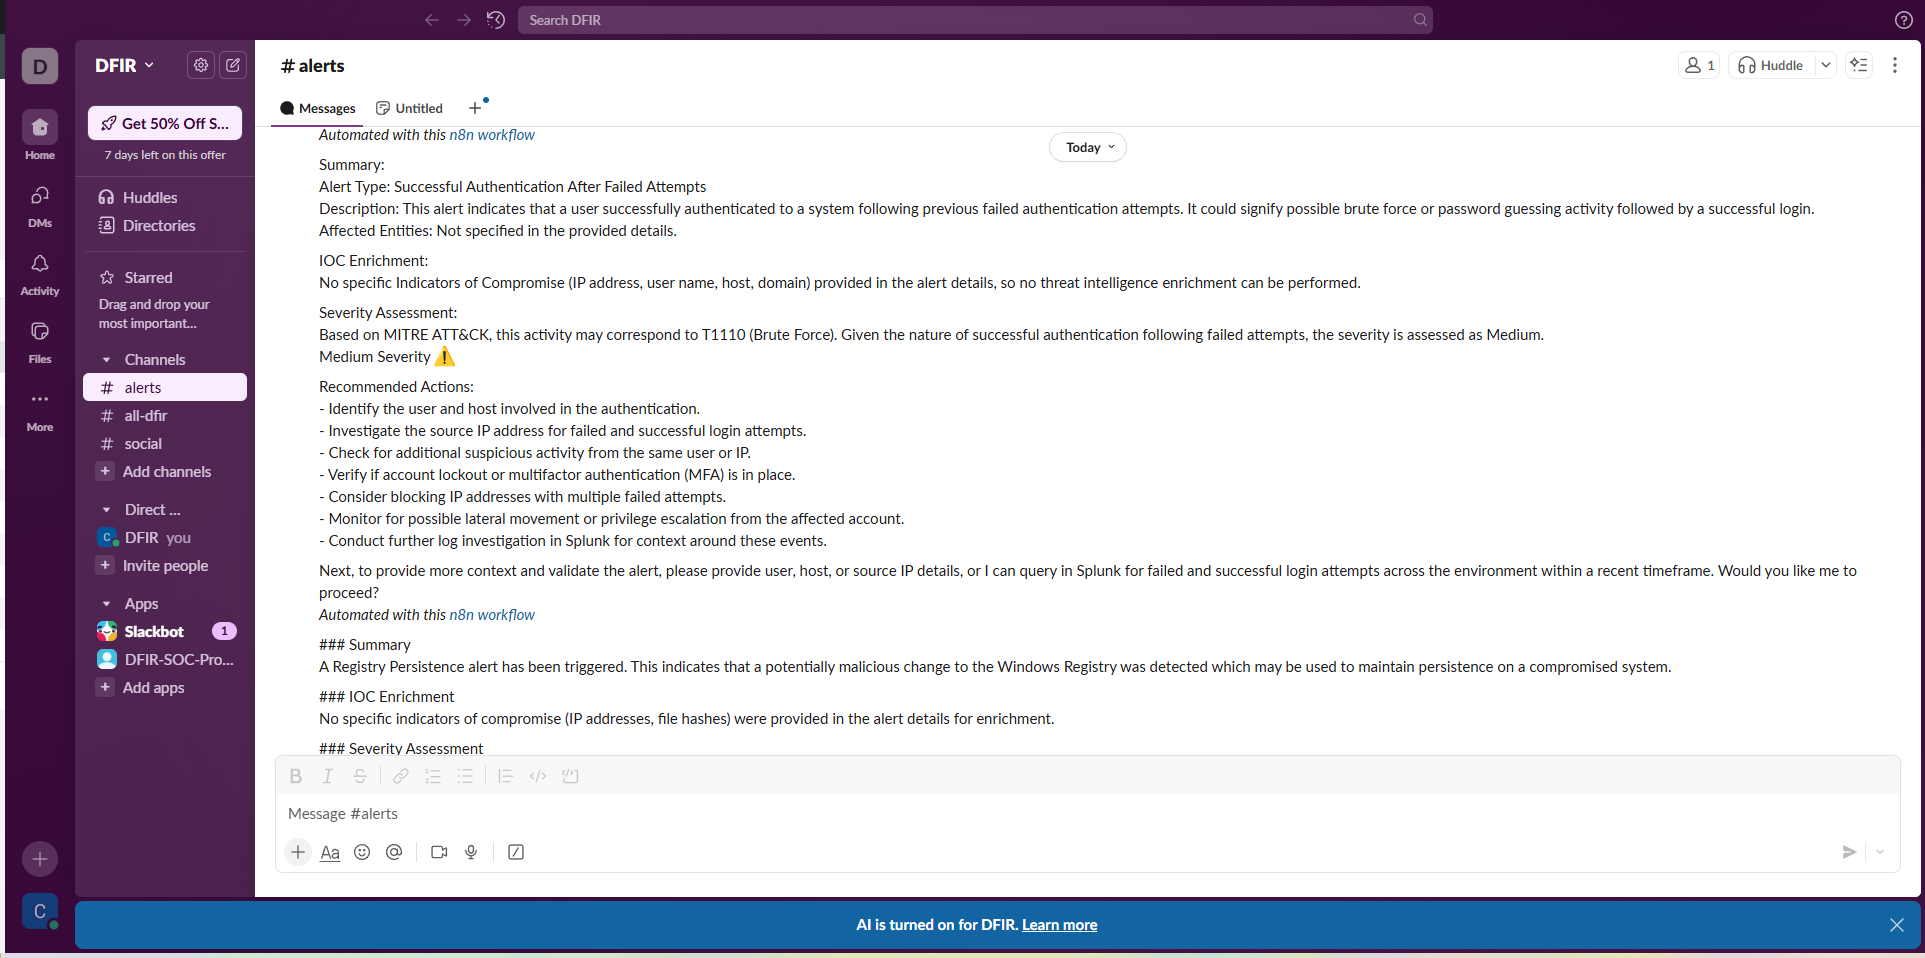 Search DFIR
D
DFIR
Get 50% Off S...
7 days left on this offer
Home
DMs
Activity
Files
More
Huddles
Directories
Starred
Drag and drop your
most important...
Channels
# alerts
# all-dfir
# social
+ Add channels
Direct ...
C DFIR you
+ Invite people
Apps
Slackbot 1
DFIR-SOC-Pro...
+ Add apps
C
# alerts
1
Huddle
Messages
Untitled
+
Automated with this n8n workflow
Today
Summary:
Alert Type: Successful Authentication After Failed Attempts
Description: This alert indicates that a user successfully authenticated to a system following previous failed authentication attempts. It could signify possible brute force or password guessing activity followed by a successful login.
Affected Entities: Not specified in the provided details.
IOC Enrichment:
No specific Indicators of Compromise (IP address, user name, host, domain) provided in the alert details, so no threat intelligence enrichment can be performed.
Severity Assessment:
Based on MITRE ATT&CK, this activity may correspond to T1110 (Brute Force). Given the nature of successful authentication following failed attempts, the severity is assessed as Medium.
Medium Severity ⚠️
Recommended Actions:
- Identify the user and host involved in the authentication.
- Investigate the source IP address for failed and successful login attempts.
- Check for additional suspicious activity from the same user or IP.
- Verify if account lockout or multifactor authentication (MFA) is in place.
- Consider blocking IP addresses with multiple failed attempts.
- Monitor for possible lateral movement or privilege escalation from the affected account.
- Conduct further log investigation in Splunk for context around these events.
Next, to provide more context and validate the alert, please provide user, host, or source IP details, or I can query in Splunk for failed and successful login attempts across the environment within a recent timeframe. Would you like me to
proceed?
Automated with this n8n workflow
### Summary
A Registry Persistence alert has been triggered. This indicates that a potentially malicious change to the Windows Registry was detected which may be used to maintain persistence on a compromised system.
### IOC Enrichment
No specific indicators of compromise (IP addresses, file hashes) were provided in the alert details for enrichment.
### Severity Assessment
Message #alerts
Aa
AI is turned on for DFIR. Learn more